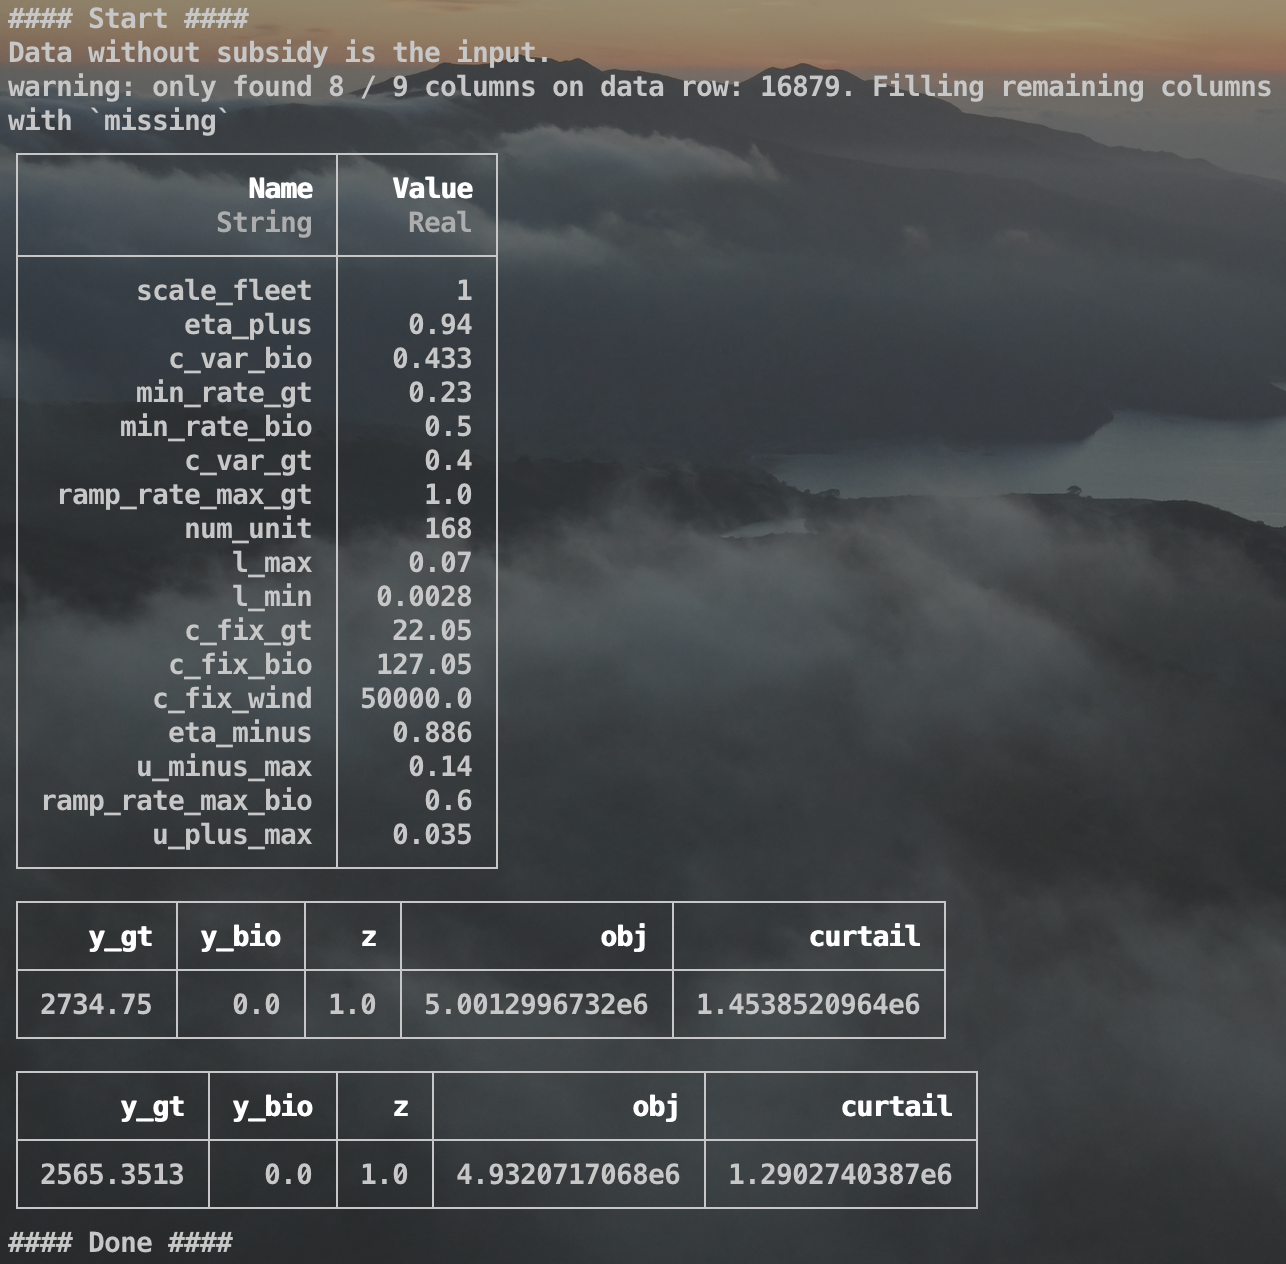 #### Start ####
Data without subsidy is the input.
warning: only found 8 / 9 columns on data row: 16879. Filling remaining columns
with `missing`
Name Value
String Real
scale_fleet 1
eta_plus 0.94
c_var_bio 0.433
min_rate_gt 0.23
min_rate_bio 0.5
c_var_gt 0.4
ramp_rate_max_gt 1.0
num_unit 168
l_max 0.07
l_min 0.0028
c_fix_gt 22.05
c_fix_bio 127.05
c_fix_wind 50000.0
eta_minus 0.886
u_minus_max 0.14
ramp_rate_max_bio 0.6
u_plus_max 0.035
y_gt y_bio z obj curtail
2734.75 0.0 1.0 5.0012996732e6 1.4538520964e6
y_gt y_bio z obj curtail
2565.3513 0.0 1.0 4.9320717068e6 1.2902740387e6
#### Done ####